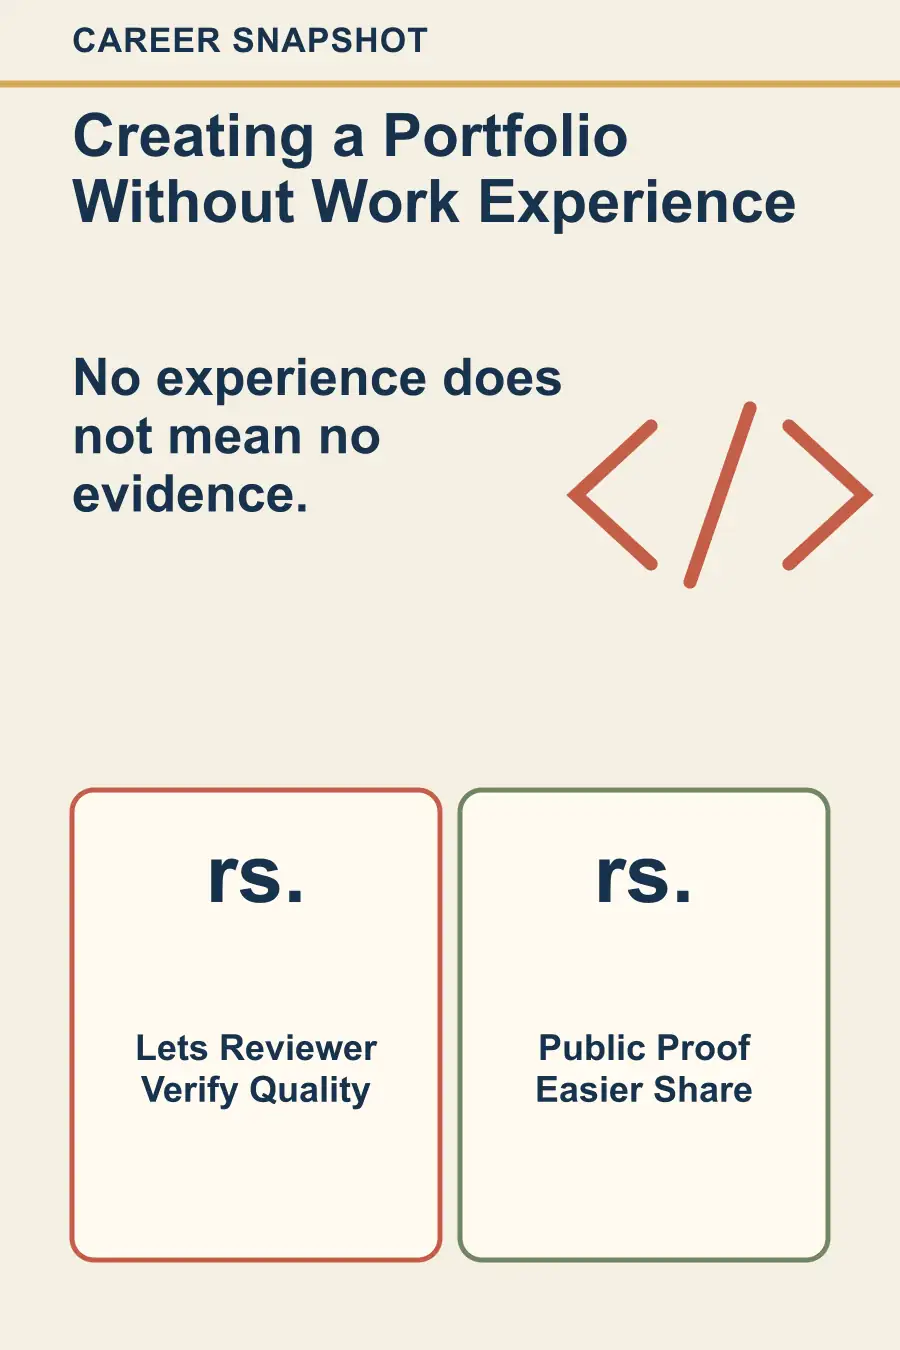 CAREER SNAPSHOT
Creating a Portfolio
Without Work Experience
No experience does
not mean no
evidence.
</>
rs.
Lets Reviewer
Verify Quality
rs.
Public Proof
Easier Share